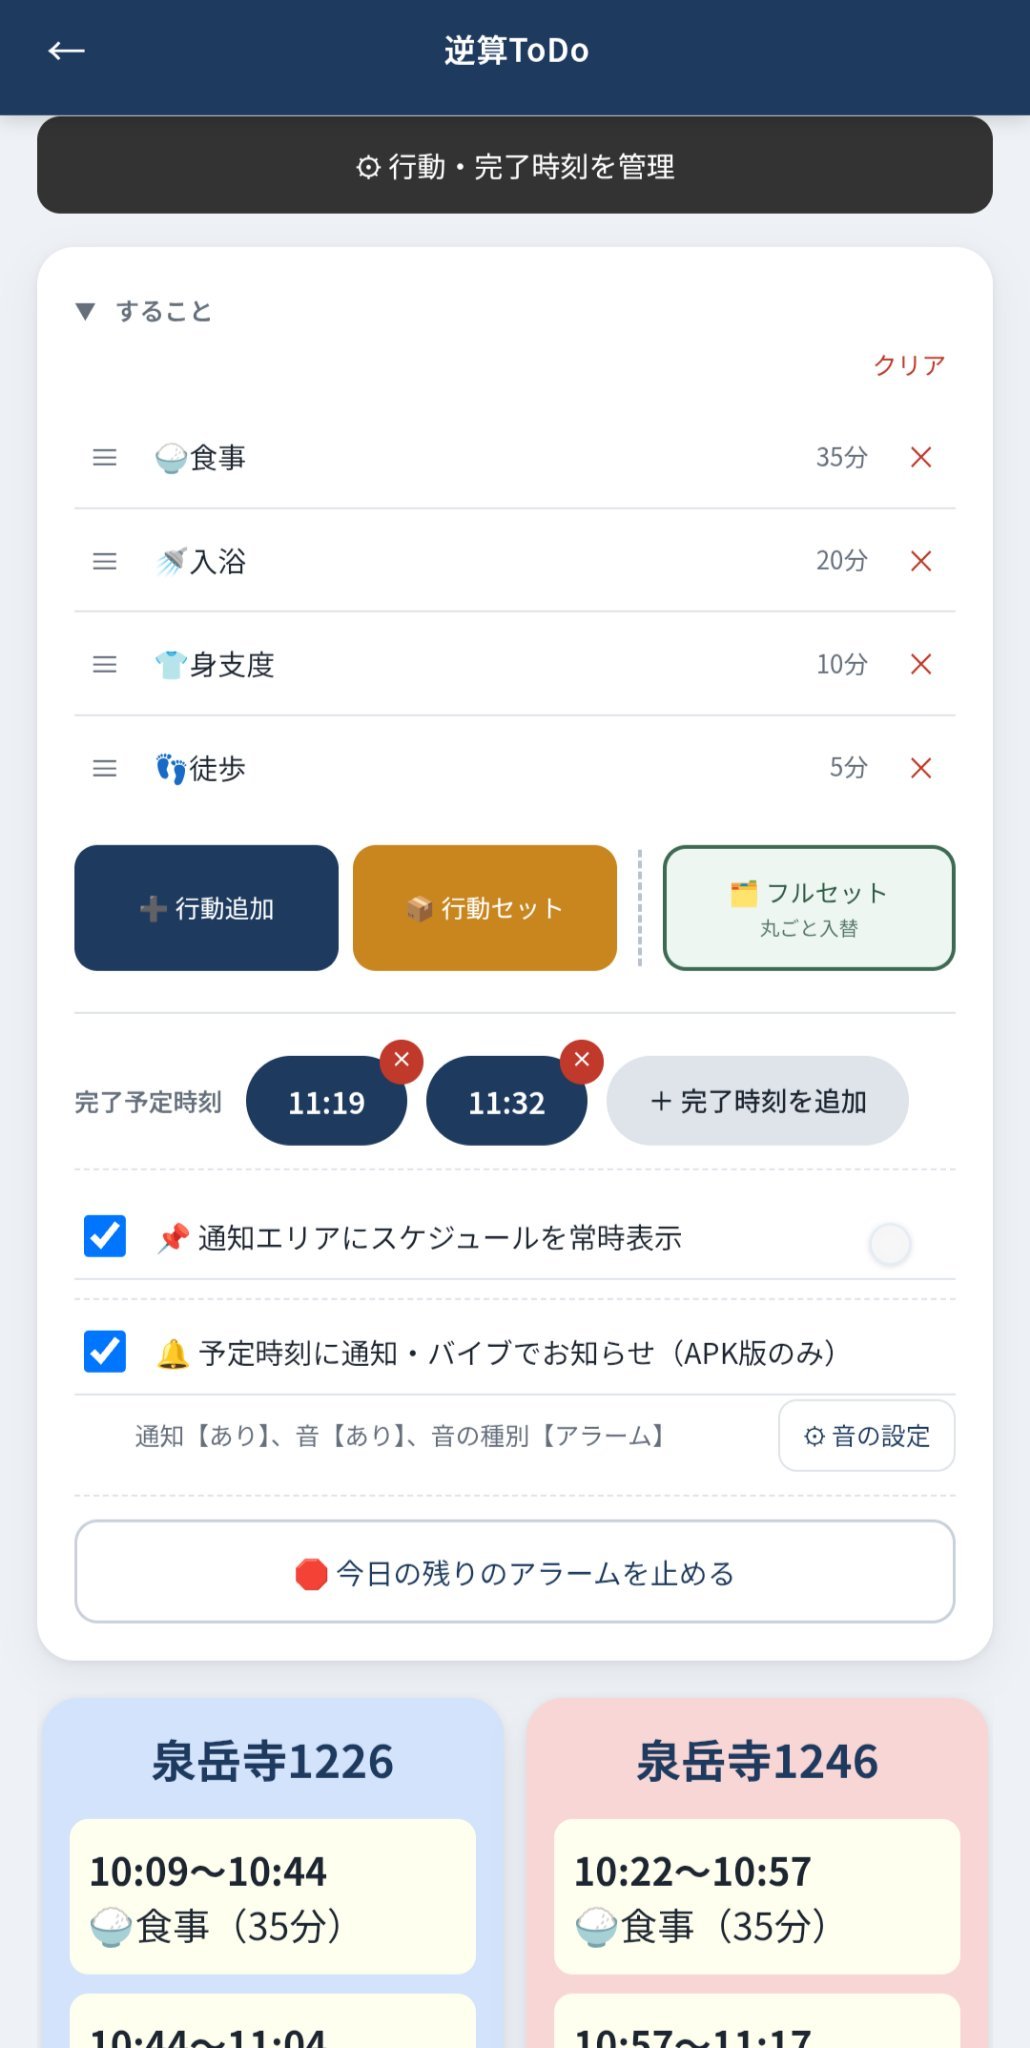 ← 逆算ToDo
⚙ 行動・完了時刻を管理
▼ すること
クリア
≡ 🍚食事 35分 ×
≡ 🚿入浴 20分 ×
≡ 👕身支度 10分 ×
≡ 👣徒歩 5分 ×
➕ 行動追加 📦 行動セット 🗂️ フルセット
丸ごと入替
完了予定時刻 11:19 × 11:32 × ＋ 完了時刻を追加
📌 通知エリアにスケジュールを常時表示
🔔 予定時刻に通知・バイブでお知らせ（APK版のみ）
通知【あり】、音【あり】、音の種別【アラーム】 ⚙ 音の設定
🛑 今日の残りのアラームを止める
泉岳寺1226
10:09〜10:44
🍚食事（35分）
10:44〜11:04
泉岳寺1246
10:22〜10:57
🍚食事（35分）
10:57〜11:17